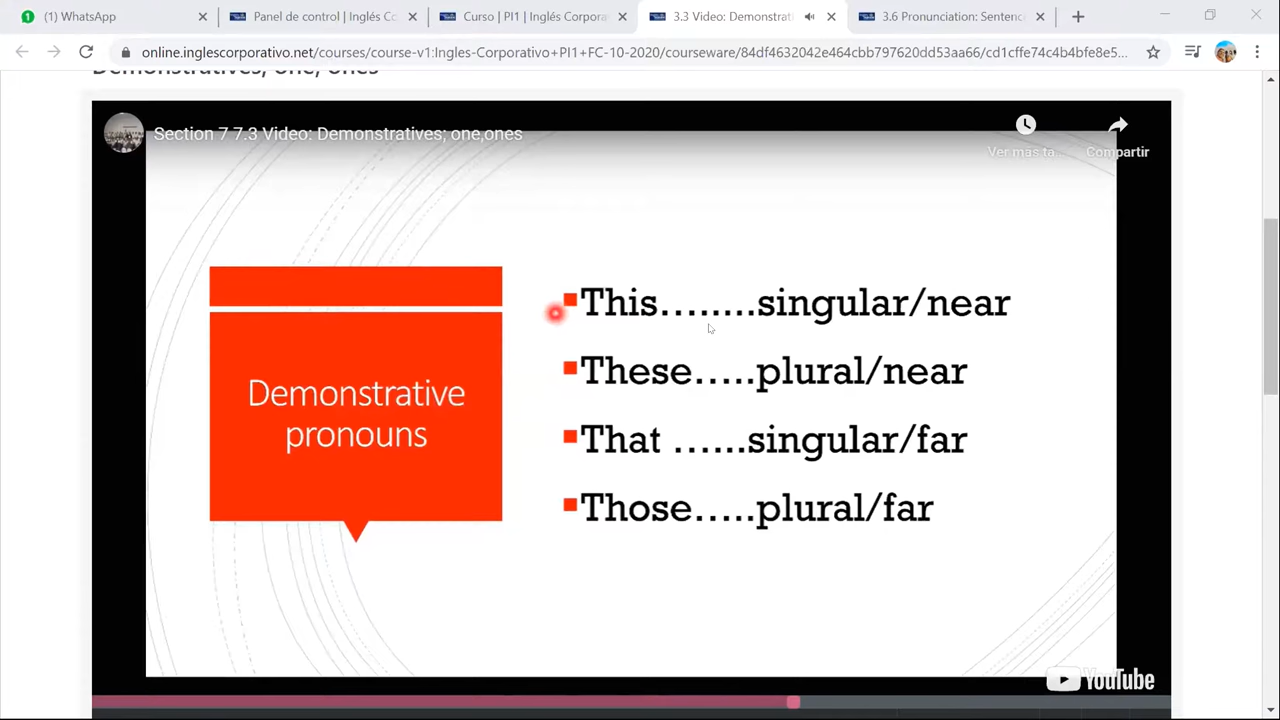 (1) WhatsApp
Panel de control | Inglés Co
Curso | PI1 | Inglés Corpora
3.3 Video: Demonstrati
3.6 Pronunciation: Sentenc
online.inglescorporativo.net/courses/course-v1:Ingles-Corporativo+PI1+FC-10-2020/courseware/84df4632042e464cbb797620dd53aa66/cd1cffe74c4b4bfe8e5...
Demonstratives; one, ones
Section 7 7.3 Video: Demonstratives; one,ones
Ver más ta...
Compartir
Demonstrative
pronouns
This........singular/near
These.....plural/near
That ......singular/far
Those.....plural/far
YouTube